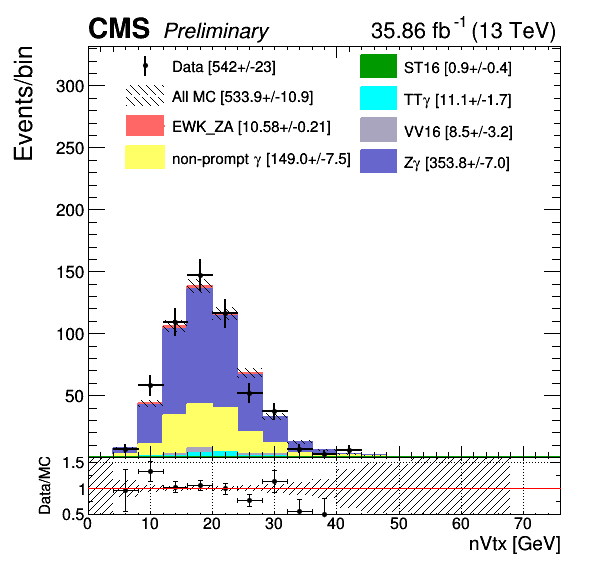 CMS Preliminary 35.86 fb⁻¹ (13 TeV)
Events/bin
Data [542+/-23]
All MC [533.9+/-10.9]
EWK_ZA [10.58+/-0.21]
non-prompt γ [149.0+/-7.5]
ST16 [0.9+/-0.4]
TTγ [11.1+/-1.7]
VV16 [8.5+/-3.2]
Zγ [353.8+/-7.0]
300
250
200
150
100
50
Data/MC
1.5
1
0.5
0 10 20 30 40 50 60 70
nVtx [GeV]